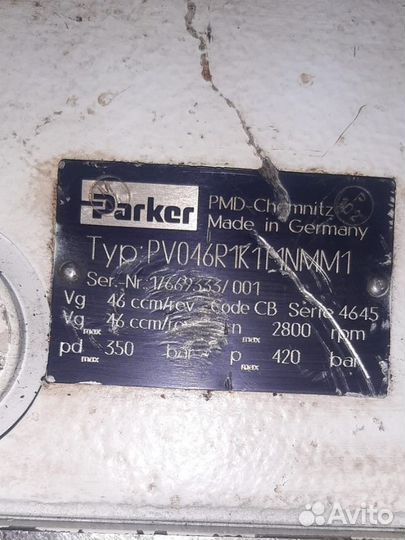 Parker
PMD-Chemnitz
Made in Germany
Typ: PV046R1K1T1NMM1
Ser.-Nr. 1/669333/001
Vg 46 ccm/rev Code CB Serie 4645
Vg max 46 ccm/rev n max 2800 rpm
pd max 350 bar p max 420 bar
Avito